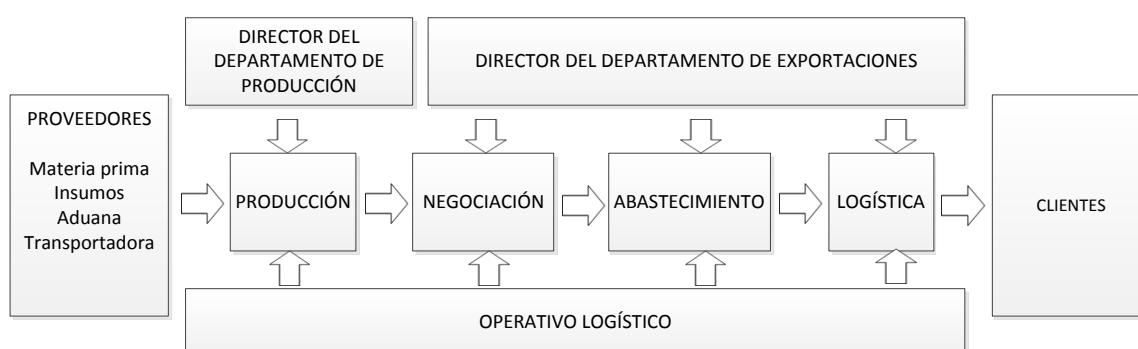 DIRECTOR DEL
DEPARTAMENTO DE
PRODUCCIÓN
DIRECTOR DEL DEPARTAMENTO DE EXPORTACIONES
PROVEEDORES
Materia prima
Insumos
Aduana
Transportadora
PRODUCCIÓN
NEGOCIACIÓN
ABASTECIMIENTO
LOGÍSTICA
CLIENTES
OPERATIVO LOGÍSTICO